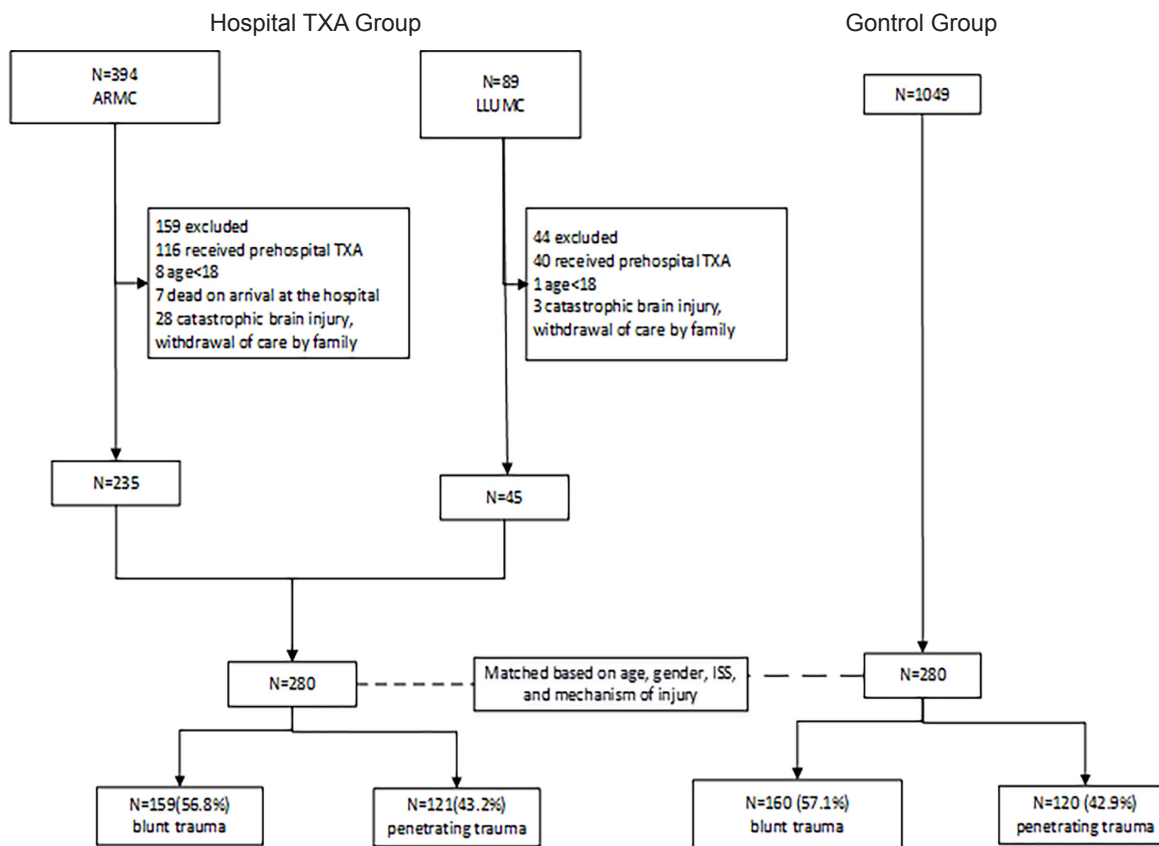 Hospital TXA Group
Gontrol Group
N=394
ARMC
N=89
LLUMC
N=1049
159 excluded
116 received prehospital TXA
8 age<18
7 dead on arrival at the hospital
28 catastrophic brain injury,
withdrawal of care by family
44 excluded
40 received prehospital TXA
1 age<18
3 catastrophic brain injury,
withdrawal of care by family
N=235
N=45
N=280
Matched based on age, gender, ISS,
and mechanism of injury
N=280
N=159(56.8%)
blunt trauma
N=121(43.2%)
penetrating trauma
N=160 (57.1%)
blunt trauma
N=120 (42.9%)
penetrating trauma